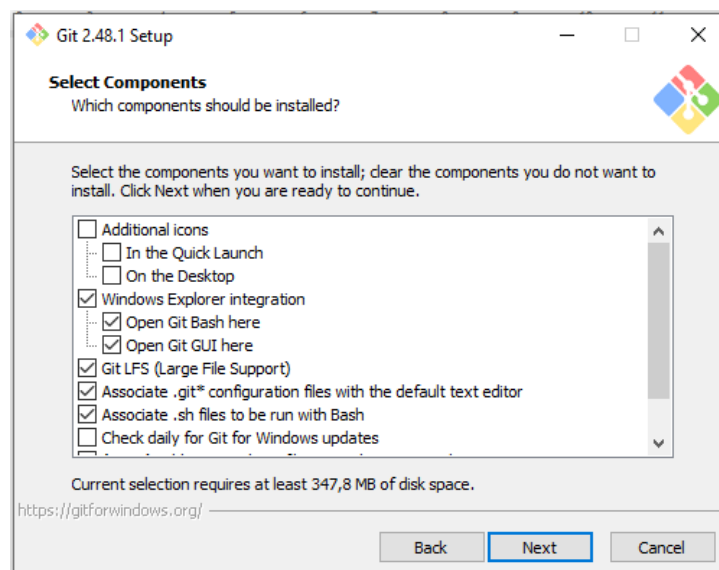 Git 2.48.1 Setup
Select Components
Which components should be installed?
Select the components you want to install; clear the components you do not want to
install. Click Next when you are ready to continue.
Additional icons
In the Quick Launch
On the Desktop
Windows Explorer integration
Open Git Bash here
Open Git GUI here
Git LFS (Large File Support)
Associate .git* configuration files with the default text editor
Associate .sh files to be run with Bash
Check daily for Git for Windows updates
Current selection requires at least 347,8 MB of disk space.
https://gitforwindows.org/
Back
Next
Cancel